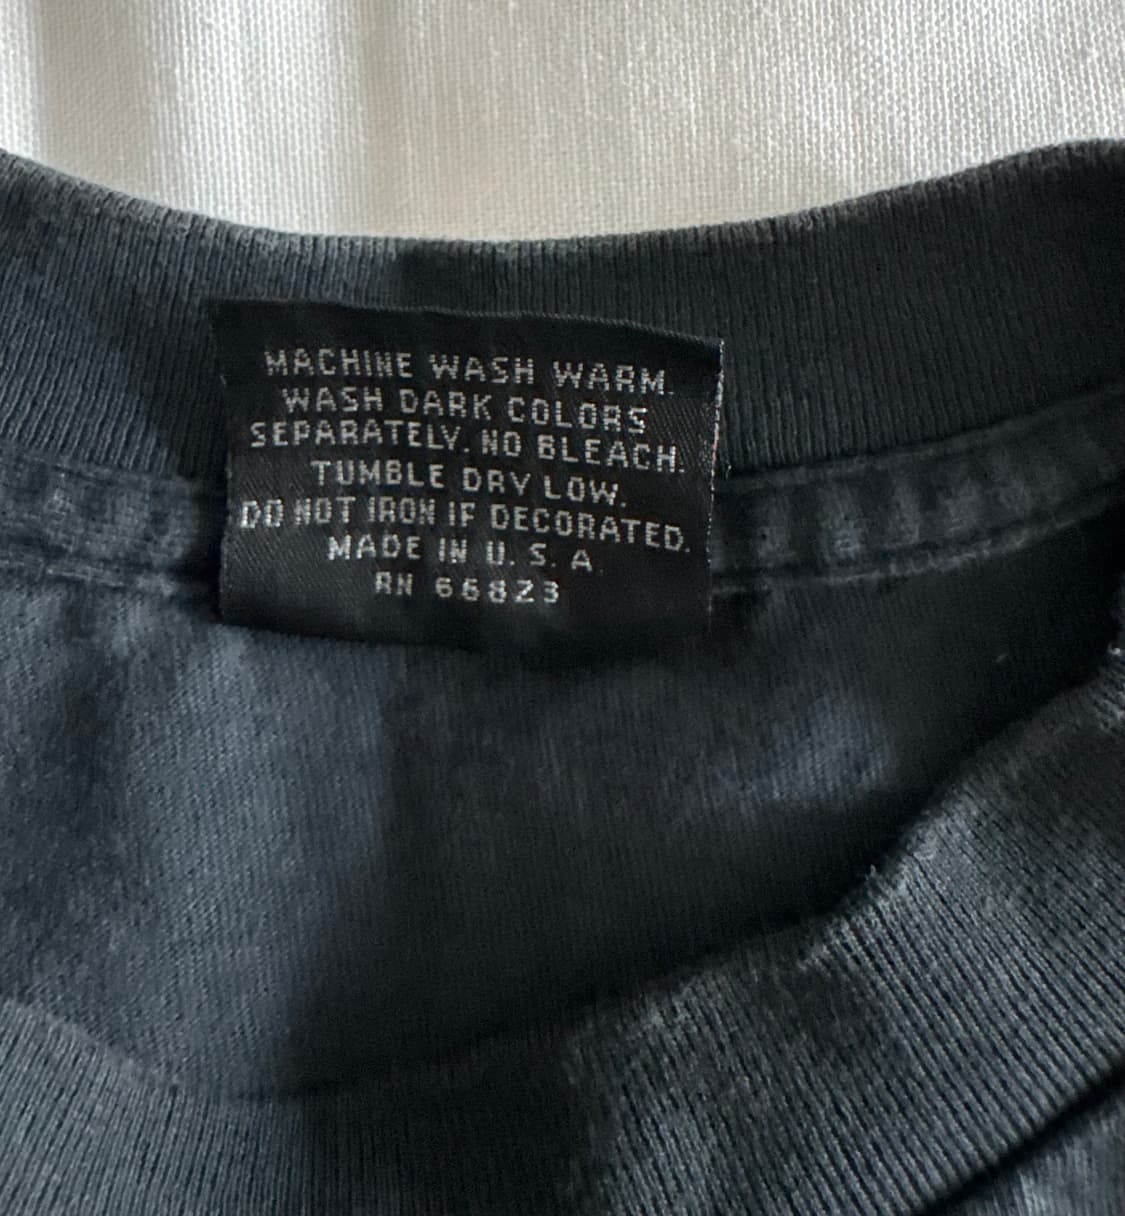 MACHINE WASH WARM.
WASH DARK COLORS
SEPARATELY. NO BLEACH.
TUMBLE DRY LOW.
DO NOT IRON IF DECORATED.
MADE IN U. S. A
RN 66823